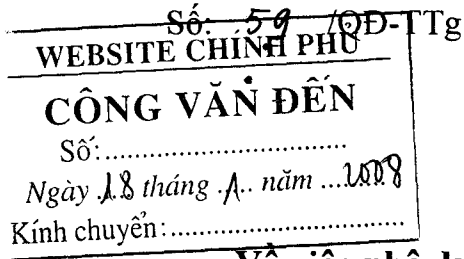 Số: 59 /QĐ-TTg
WEBSITE CHÍNH PHỦ
CÔNG VĂN ĐẾN
Số:................................
Ngày 18 tháng .1.. năm ....2008
Kính chuyển:................................